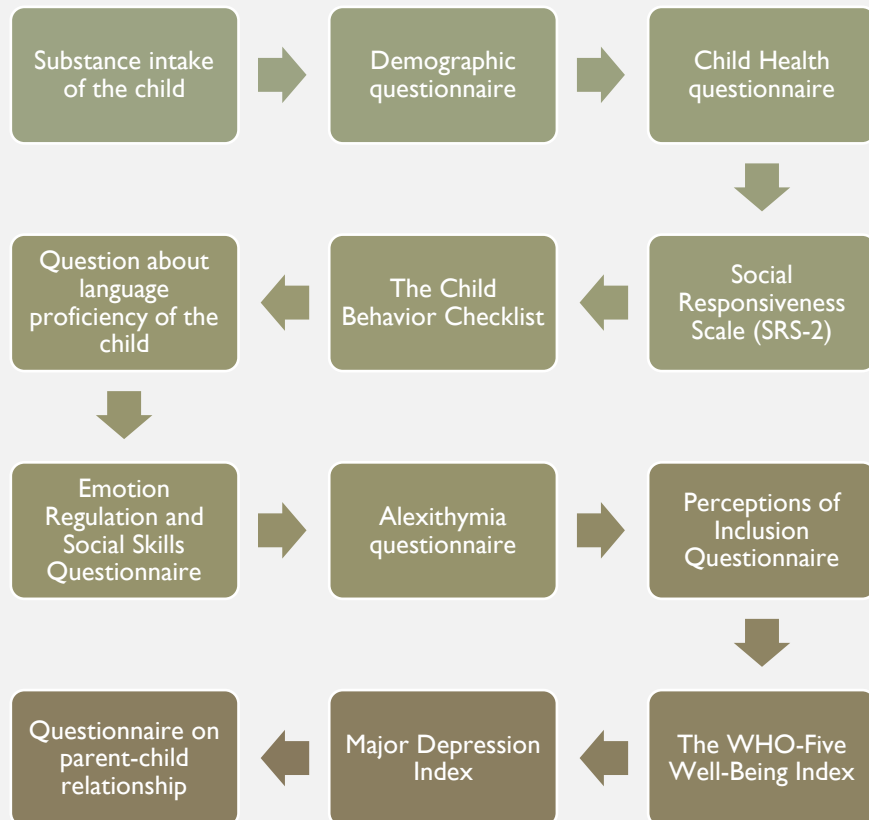 Substance intake
of the child
Demographic
questionnaire
Child Health
questionnaire
Social
Responsiveness
Scale (SRS-2)
The Child
Behavior Checklist
Question about
language
proficiency of the
child
Emotion
Regulation and
Social Skills
Questionnaire
Alexithymia
questionnaire
Perceptions of
Inclusion
Questionnaire
The WHO-Five
Well-Being Index
Major Depression
Index
Questionnaire on
parent-child
relationship